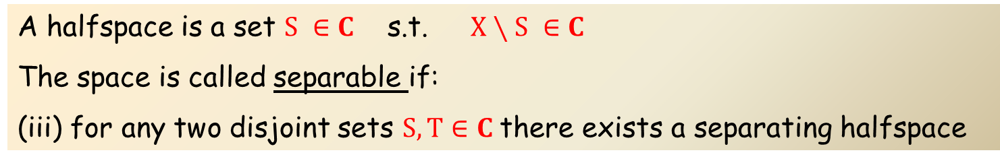 A halfspace is a set S ∈ C s.t. X \ S ∈ C
The space is called separable if:
(iii) for any two disjoint sets S, T ∈ C there exists a separating halfspace